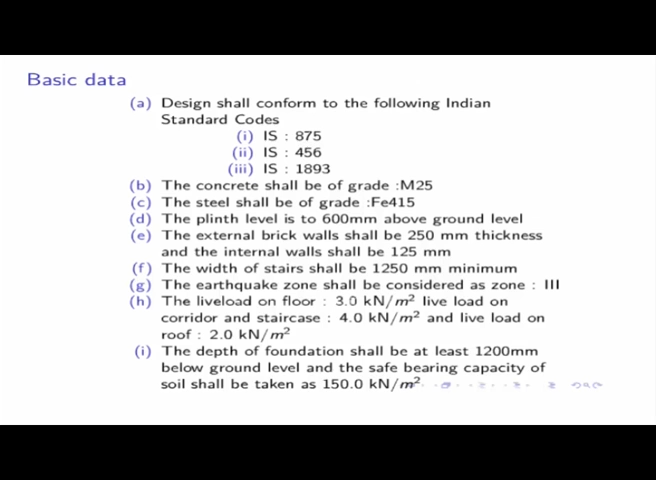 Basic data
(a) Design shall conform to the following Indian
Standard Codes
(i) IS : 875
(ii) IS : 456
(iii) IS : 1893
(b) The concrete shall be of grade :M25
(c) The steel shall be of grade :Fe415
(d) The plinth level is to 600mm above ground level
(e) The external brick walls shall be 250 mm thickness
and the internal walls shall be 125 mm
(f) The width of stairs shall be 1250 mm minimum
(g) The earthquake zone shall be considered as zone : III
(h) The liveload on floor : 3.0 kN/m² live load on
corridor and staircase : 4.0 kN/m² and live load on
roof : 2.0 kN/m²
(i) The depth of foundation shall be at least 1200mm
below ground level and the safe bearing capacity of
soil shall be taken as 150.0 kN/m²